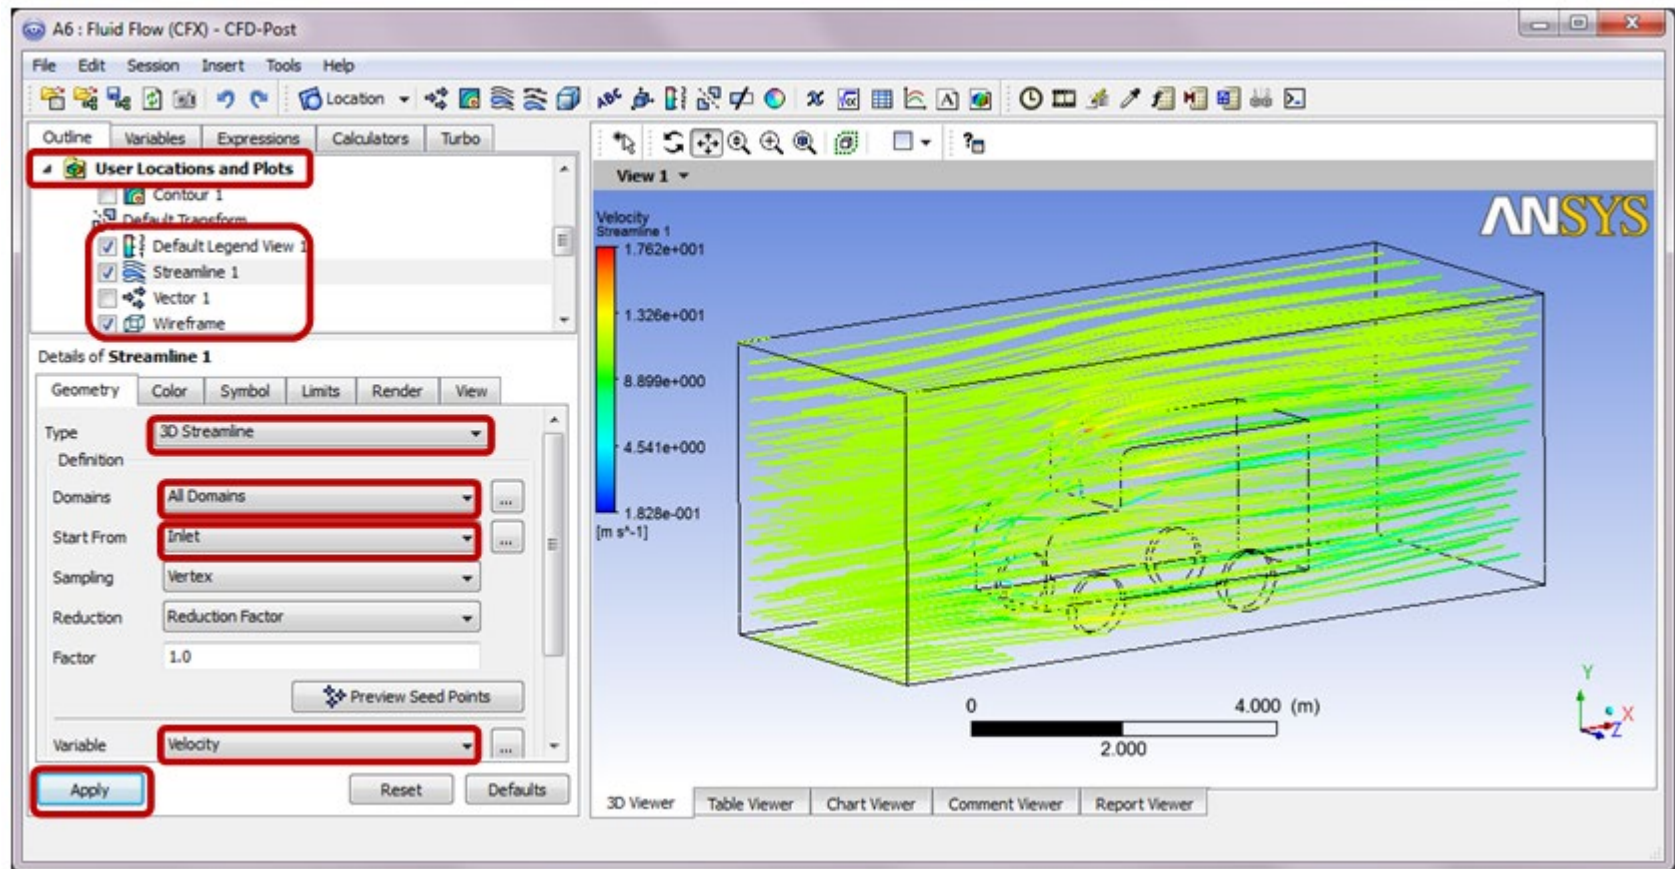 A6 : Fluid Flow (CFX) - CFD-Post
File Edit Session Insert Tools Help
Location
Outline Variables Expressions Calculators Turbo
User Locations and Plots
Contour 1
Default Transform
Default Legend View 1
Streamline 1
Vector 1
Wireframe
Details of Streamline 1
Geometry Color Symbol Limits Render View
Type 3D Streamline
Definition
Domains All Domains ...
Start From Inlet ...
Sampling Vertex
Reduction Reduction Factor
Factor 1.0
Preview Seed Points
Variable Velocity ...
Apply Reset Defaults
View 1
ANSYS
Velocity
Streamline 1
1.762e+001
1.326e+001
8.899e+000
4.541e+000
1.828e-001
[m s^-1]
0 4.000 (m)
2.000
Y
X
Z
3D Viewer Table Viewer Chart Viewer Comment Viewer Report Viewer